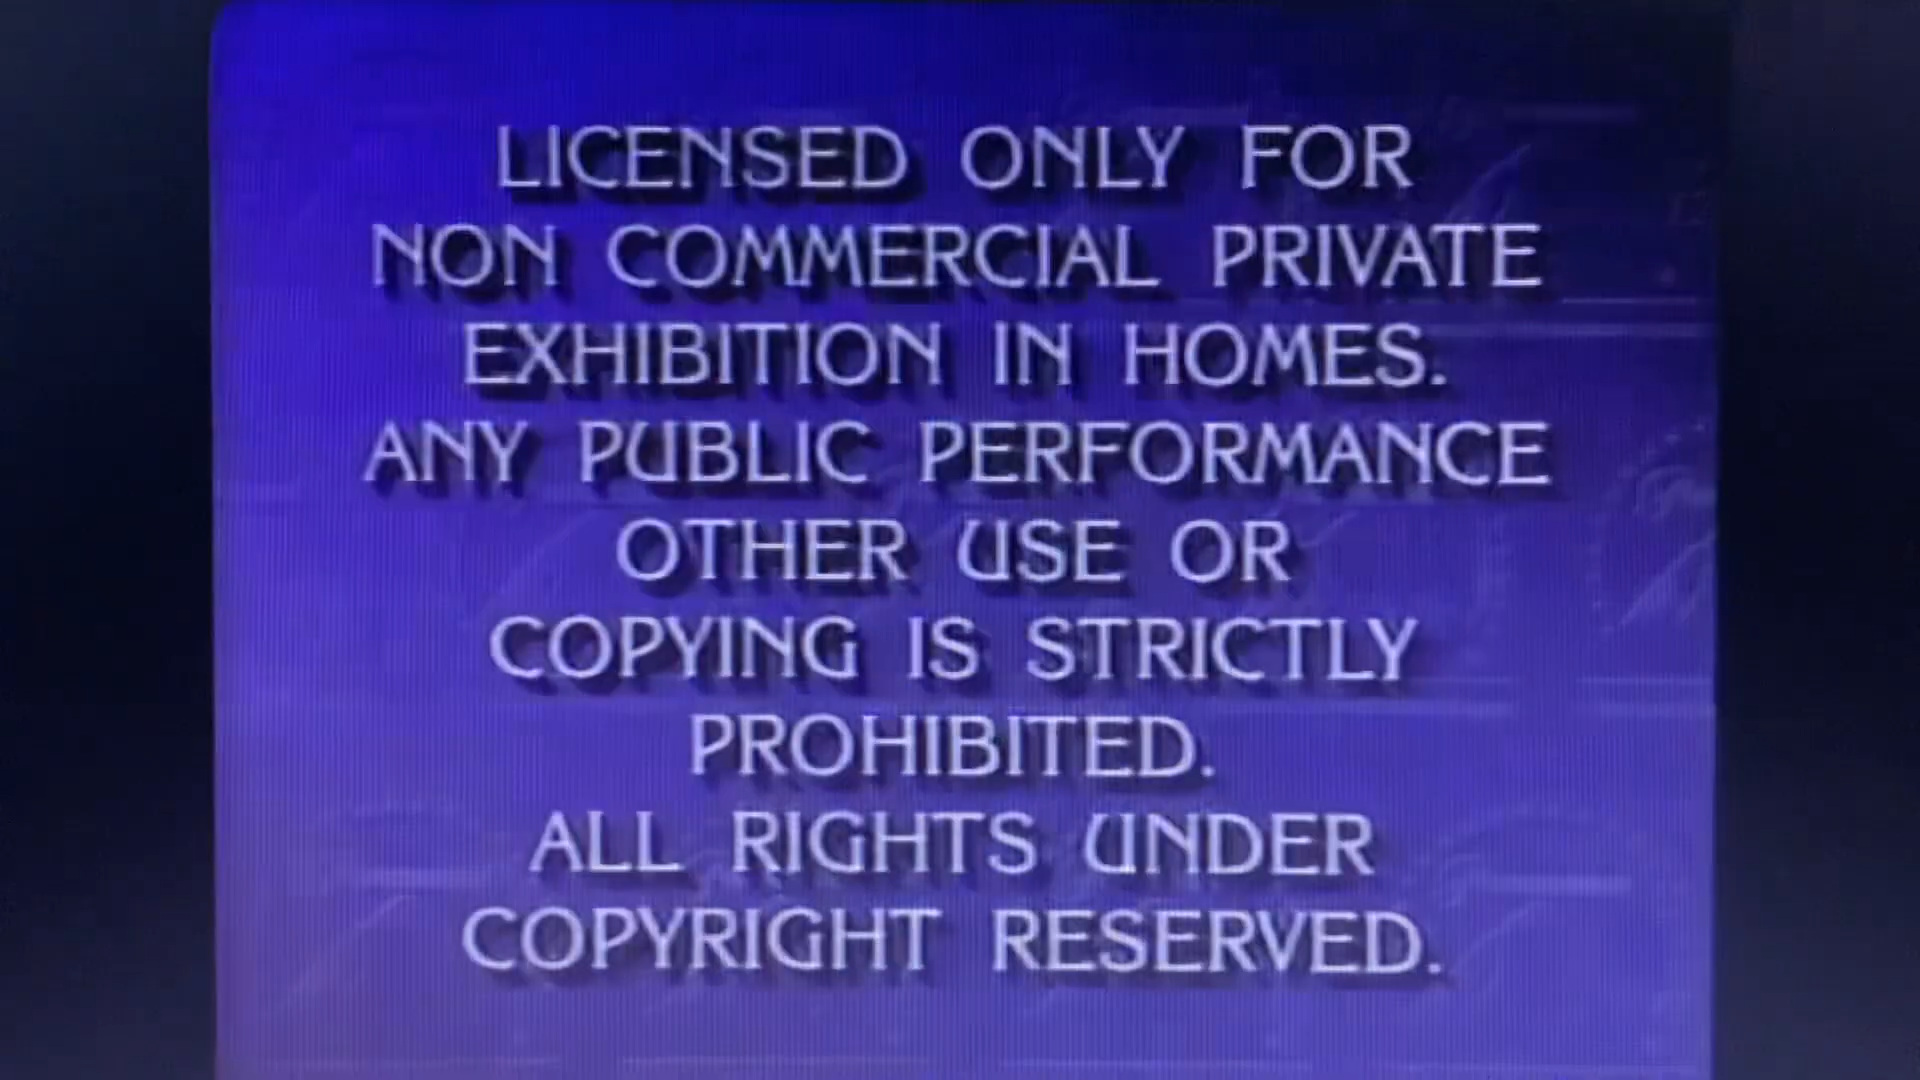 LICENSED ONLY FOR
NON COMMERCIAL PRIVATE
EXHIBITION IN HOMES.
ANY PUBLIC PERFORMANCE
OTHER USE OR
COPYING IS STRICTLY
PROHIBITED.
ALL RIGHTS UNDER
COPYRIGHT RESERVED.